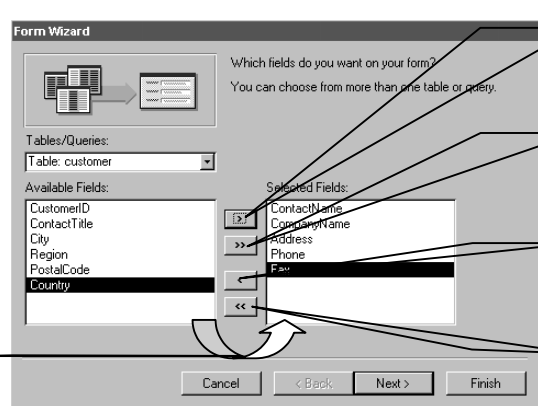 Form Wizard
Which fields do you want on your form?
You can choose from more than one table or query.
Tables/Queries:
Table: customer
Available Fields:
CustomerID
ContactTitle
City
Region
PostalCode
Country
>
>>
<
<<
Selected Fields:
ContactName
CompanyName
Address
Phone
Fax
Cancel
< Back
Next >
Finish